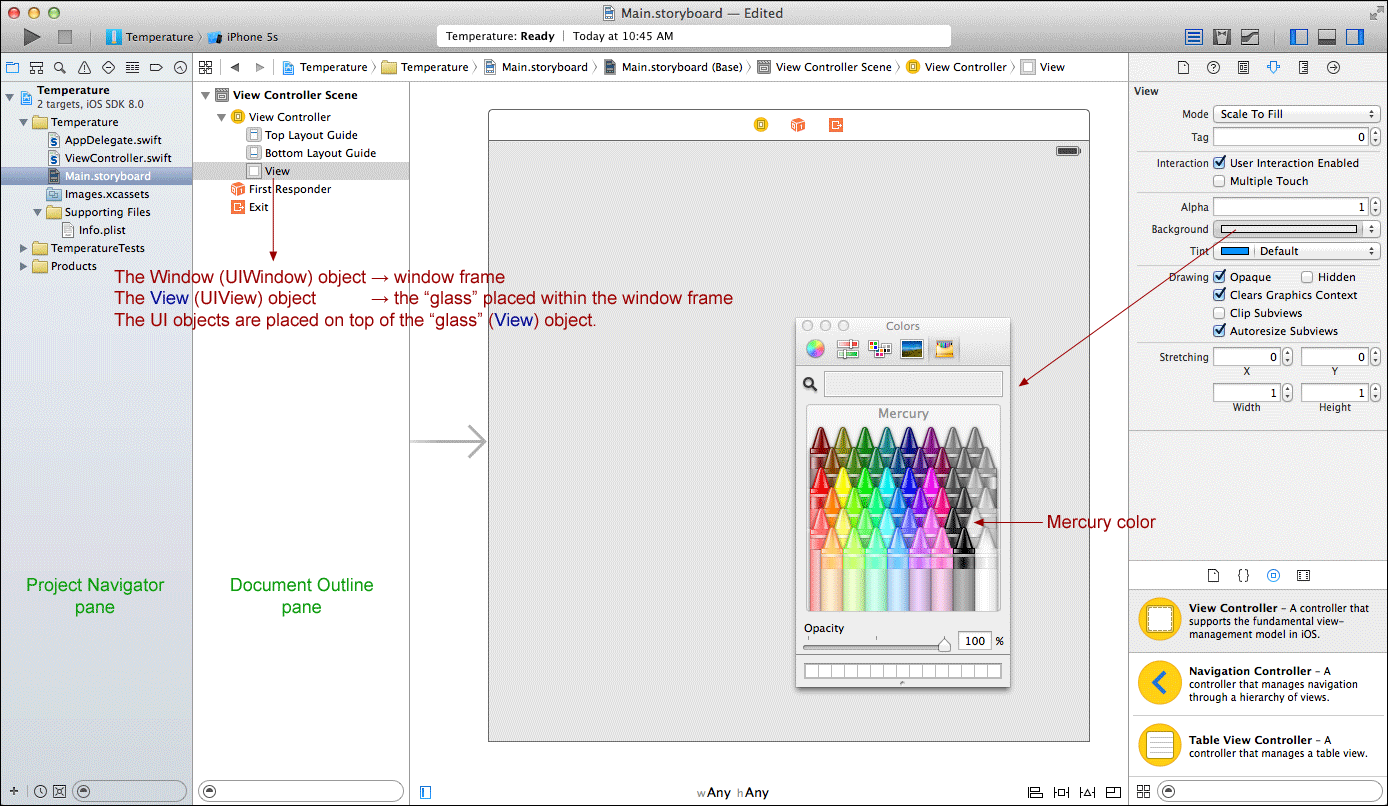 Main.storyboard — Edited
Temperature iPhone 5s
Temperature: Ready Today at 10:45 AM
Temperature Temperature Main.storyboard Main.storyboard (Base) View Controller Scene View Controller View
Temperature
2 targets, iOS SDK 8.0
Temperature
AppDelegate.swift
ViewController.swift
Main.storyboard
Images.xcassets
Supporting Files
Info.plist
TemperatureTests
Products
View Controller Scene
View Controller
Top Layout Guide
Bottom Layout Guide
View
First Responder
Exit
The Window (UIWindow) object → window frame
The View (UIView) object → the “glass” placed within the window frame
The UI objects are placed on top of the “glass” (View) object.
Project Navigator
pane
Document Outline
pane
Colors
Mercury
Mercury color
Opacity
100 %
wAny hAny
View
Mode Scale To Fill
Tag 0
Interaction User Interaction Enabled
Multiple Touch
Alpha 1
Background
Tint Default
Drawing Opaque Hidden
Clears Graphics Context
Clip Subviews
Autoresize Subviews
Stretching 0 0
X Y
1 1
Width Height
View Controller – A controller that
supports the fundamental view-
management model in iOS.
Navigation Controller – A
controller that manages navigation
through a hierarchy of views.
Table View Controller – A
controller that manages a table view.